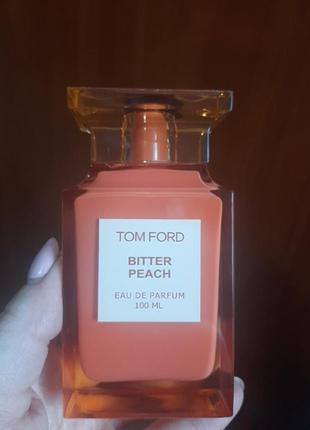 TOM FORD
BITTER
PEACH
EAU DE PARFUM
100 ML